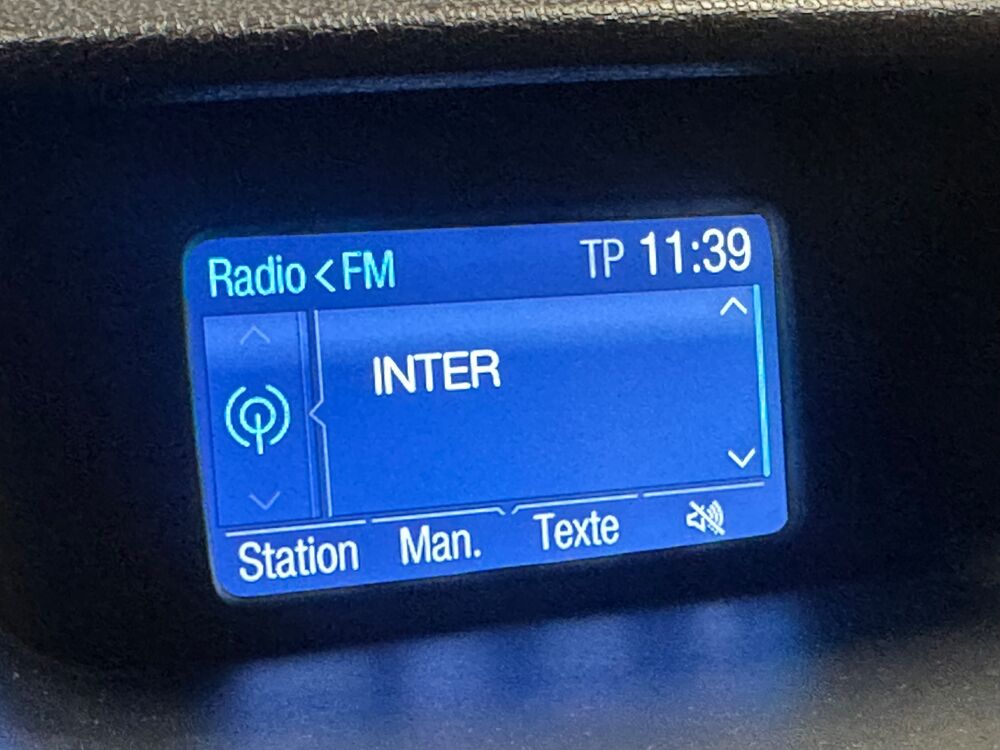 Radio < FM TP 11:39
INTER
Station Man. Texte